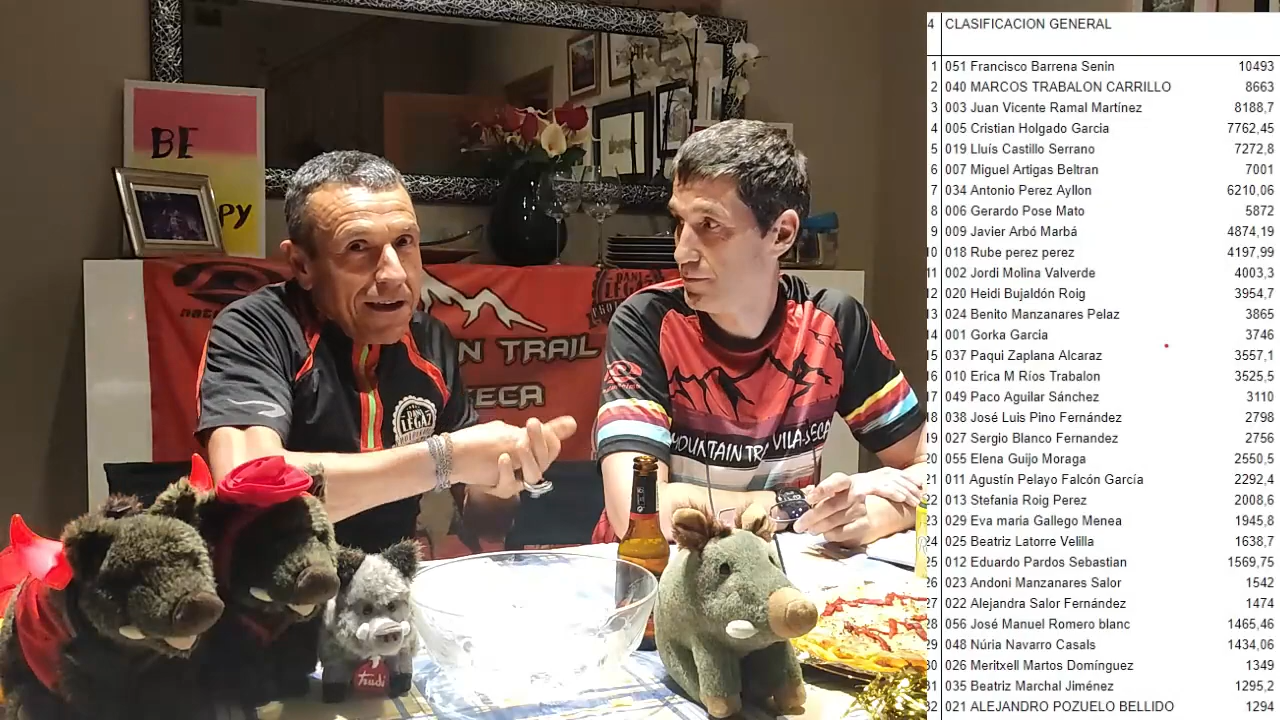 BE
PPY
DANI
LEGAZ
N TRAIL
SECA
DANI
LEGAZ
MOUNTAIN TRAIL VILA-SECA
Trudi
4 CLASIFICACION GENERAL
1 051 Francisco Barrena Senin 10493
2 040 MARCOS TRABALON CARRILLO 8663
3 003 Juan Vicente Ramal Martínez 8188,7
4 005 Cristian Holgado Garcia 7762,45
5 019 Lluís Castillo Serrano 7272,8
6 007 Miguel Artigas Beltran 7001
7 034 Antonio Perez Ayllon 6210,06
8 006 Gerardo Pose Mato 5872
9 009 Javier Arbó Marbá 4874,19
10 018 Rube perez perez 4197,99
11 002 Jordi Molina Valverde 4003,3
12 020 Heidi Bujaldón Roig 3954,7
13 024 Benito Manzanares Pelaz 3865
14 001 Gorka Garcia 3746
15 037 Paqui Zaplana Alcaraz 3557,1
16 010 Erica M Ríos Trabalon 3525,5
17 049 Paco Aguilar Sánchez 3110
18 038 José Luis Pino Fernández 2798
19 027 Sergio Blanco Fernandez 2756
20 055 Elena Guijo Moraga 2550,5
21 011 Agustín Pelayo Falcón García 2292,4
22 013 Stefania Roig Perez 2008,6
23 029 Eva maría Gallego Menea 1945,8
24 025 Beatriz Latorre Velilla 1638,7
25 012 Eduardo Pardos Sebastian 1569,75
26 023 Andoni Manzanares Salor 1542
27 022 Alejandra Salor Fernández 1474
28 056 José Manuel Romero blanc 1465,46
29 048 Núria Navarro Casals 1434,06
30 026 Meritxell Martos Domínguez 1349
31 035 Beatriz Marchal Jiménez 1295,2
32 021 ALEJANDRO POZUELO BELLIDO 1294